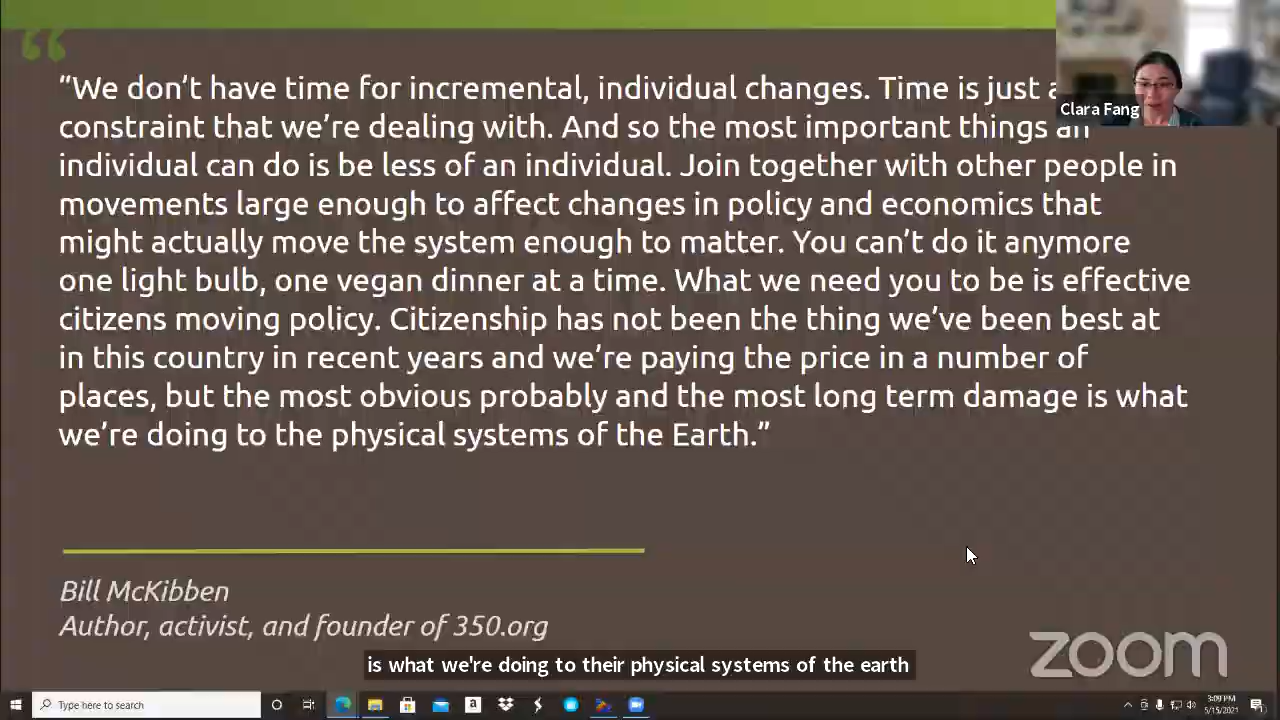 "We don't have time for incremental, individual changes. Time is just a
Clara Fang
constraint that we're dealing with. And so the most important things an
individual can do is be less of an individual. Join together with other people in
movements large enough to affect changes in policy and economics that
might actually move the system enough to matter. You can't do it anymore
one light bulb, one vegan dinner at a time. What we need you to be is effective
citizens moving policy. Citizenship has not been the thing we've been best at
in this country in recent years and we're paying the price in a number of
places, but the most obvious probably and the most long term damage is what
we're doing to the physical systems of the Earth."
Bill McKibben
Author, activist, and founder of 350.org
zoom
is what we're doing to their physical systems of the earth
Type here to search
3:09 PM
5/15/2021